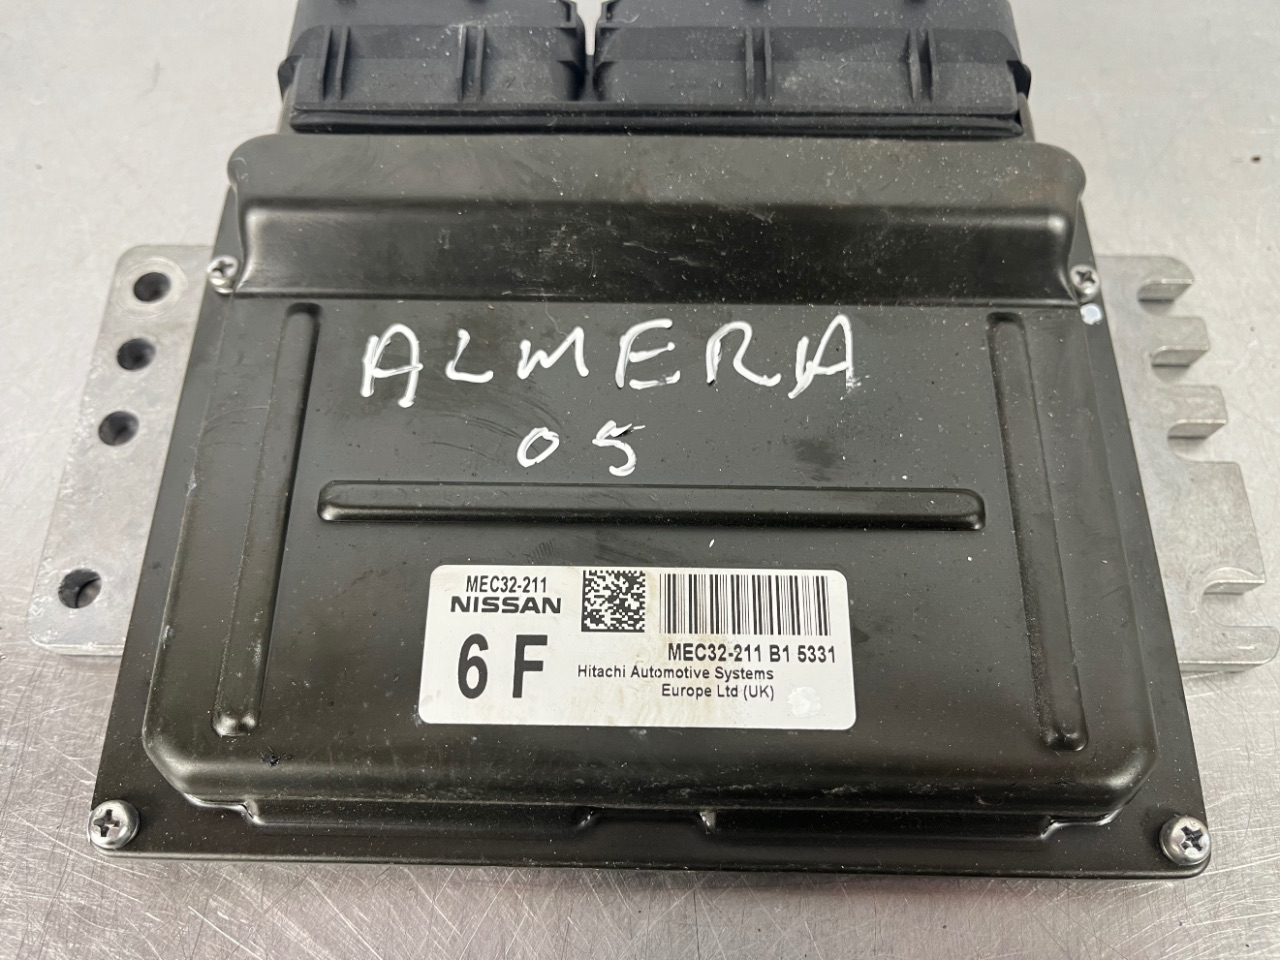 ALMERA
05
MEC32-211
NISSAN
6 F
MEC32-211 B1 5331
Hitachi Automotive Systems
Europe Ltd (UK)